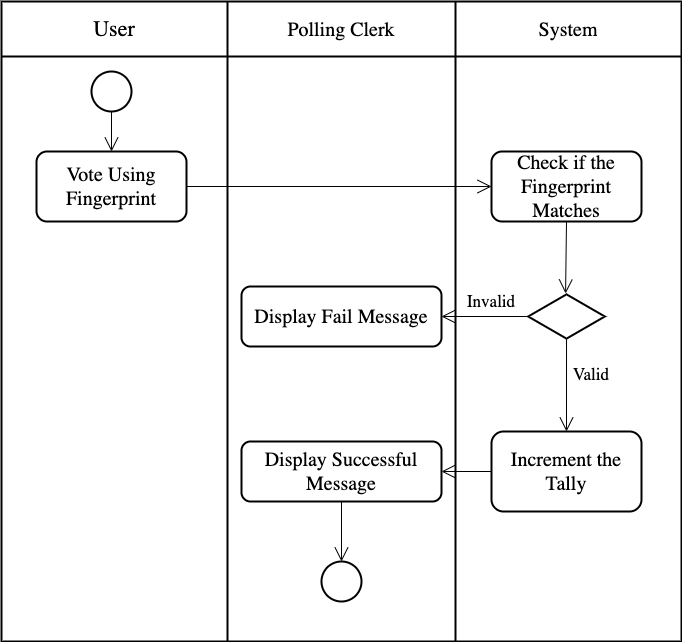 User
Polling Clerk
System
Vote Using
Fingerprint
Check if the
Fingerprint
Matches
Invalid
Display Fail Message
Valid
Display Successful
Message
Increment the
Tally